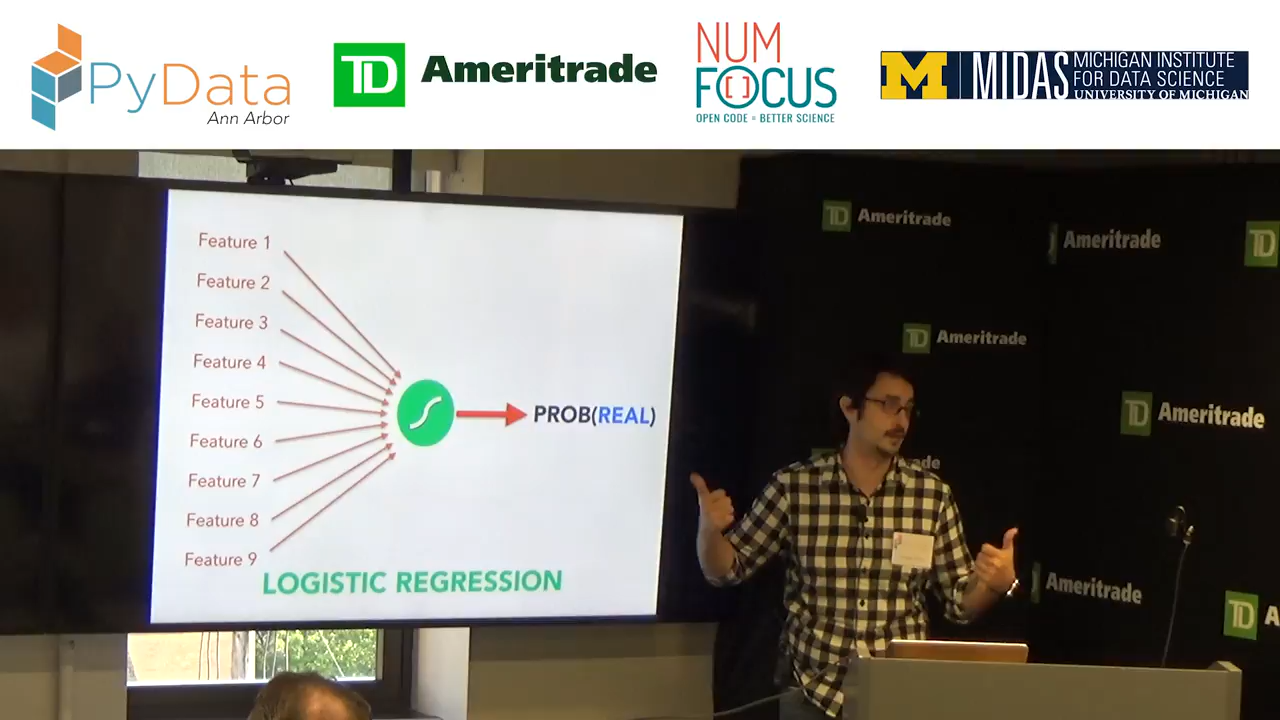 PyData
Ann Arbor
TD Ameritrade
NUM
FOCUS
OPEN CODE = BETTER SCIENCE
M MIDAS
MICHIGAN INSTITUTE
FOR DATA SCIENCE
UNIVERSITY OF MICHIGAN
Feature 1
Feature 2
Feature 3
Feature 4
Feature 5
Feature 6
Feature 7
Feature 8
Feature 9
PROB(REAL)
LOGISTIC REGRESSION
TD Ameritrade
Ameritrade
TD
TD Ameritrade
TD Ameritrade
ade
Ameritrade
TD A